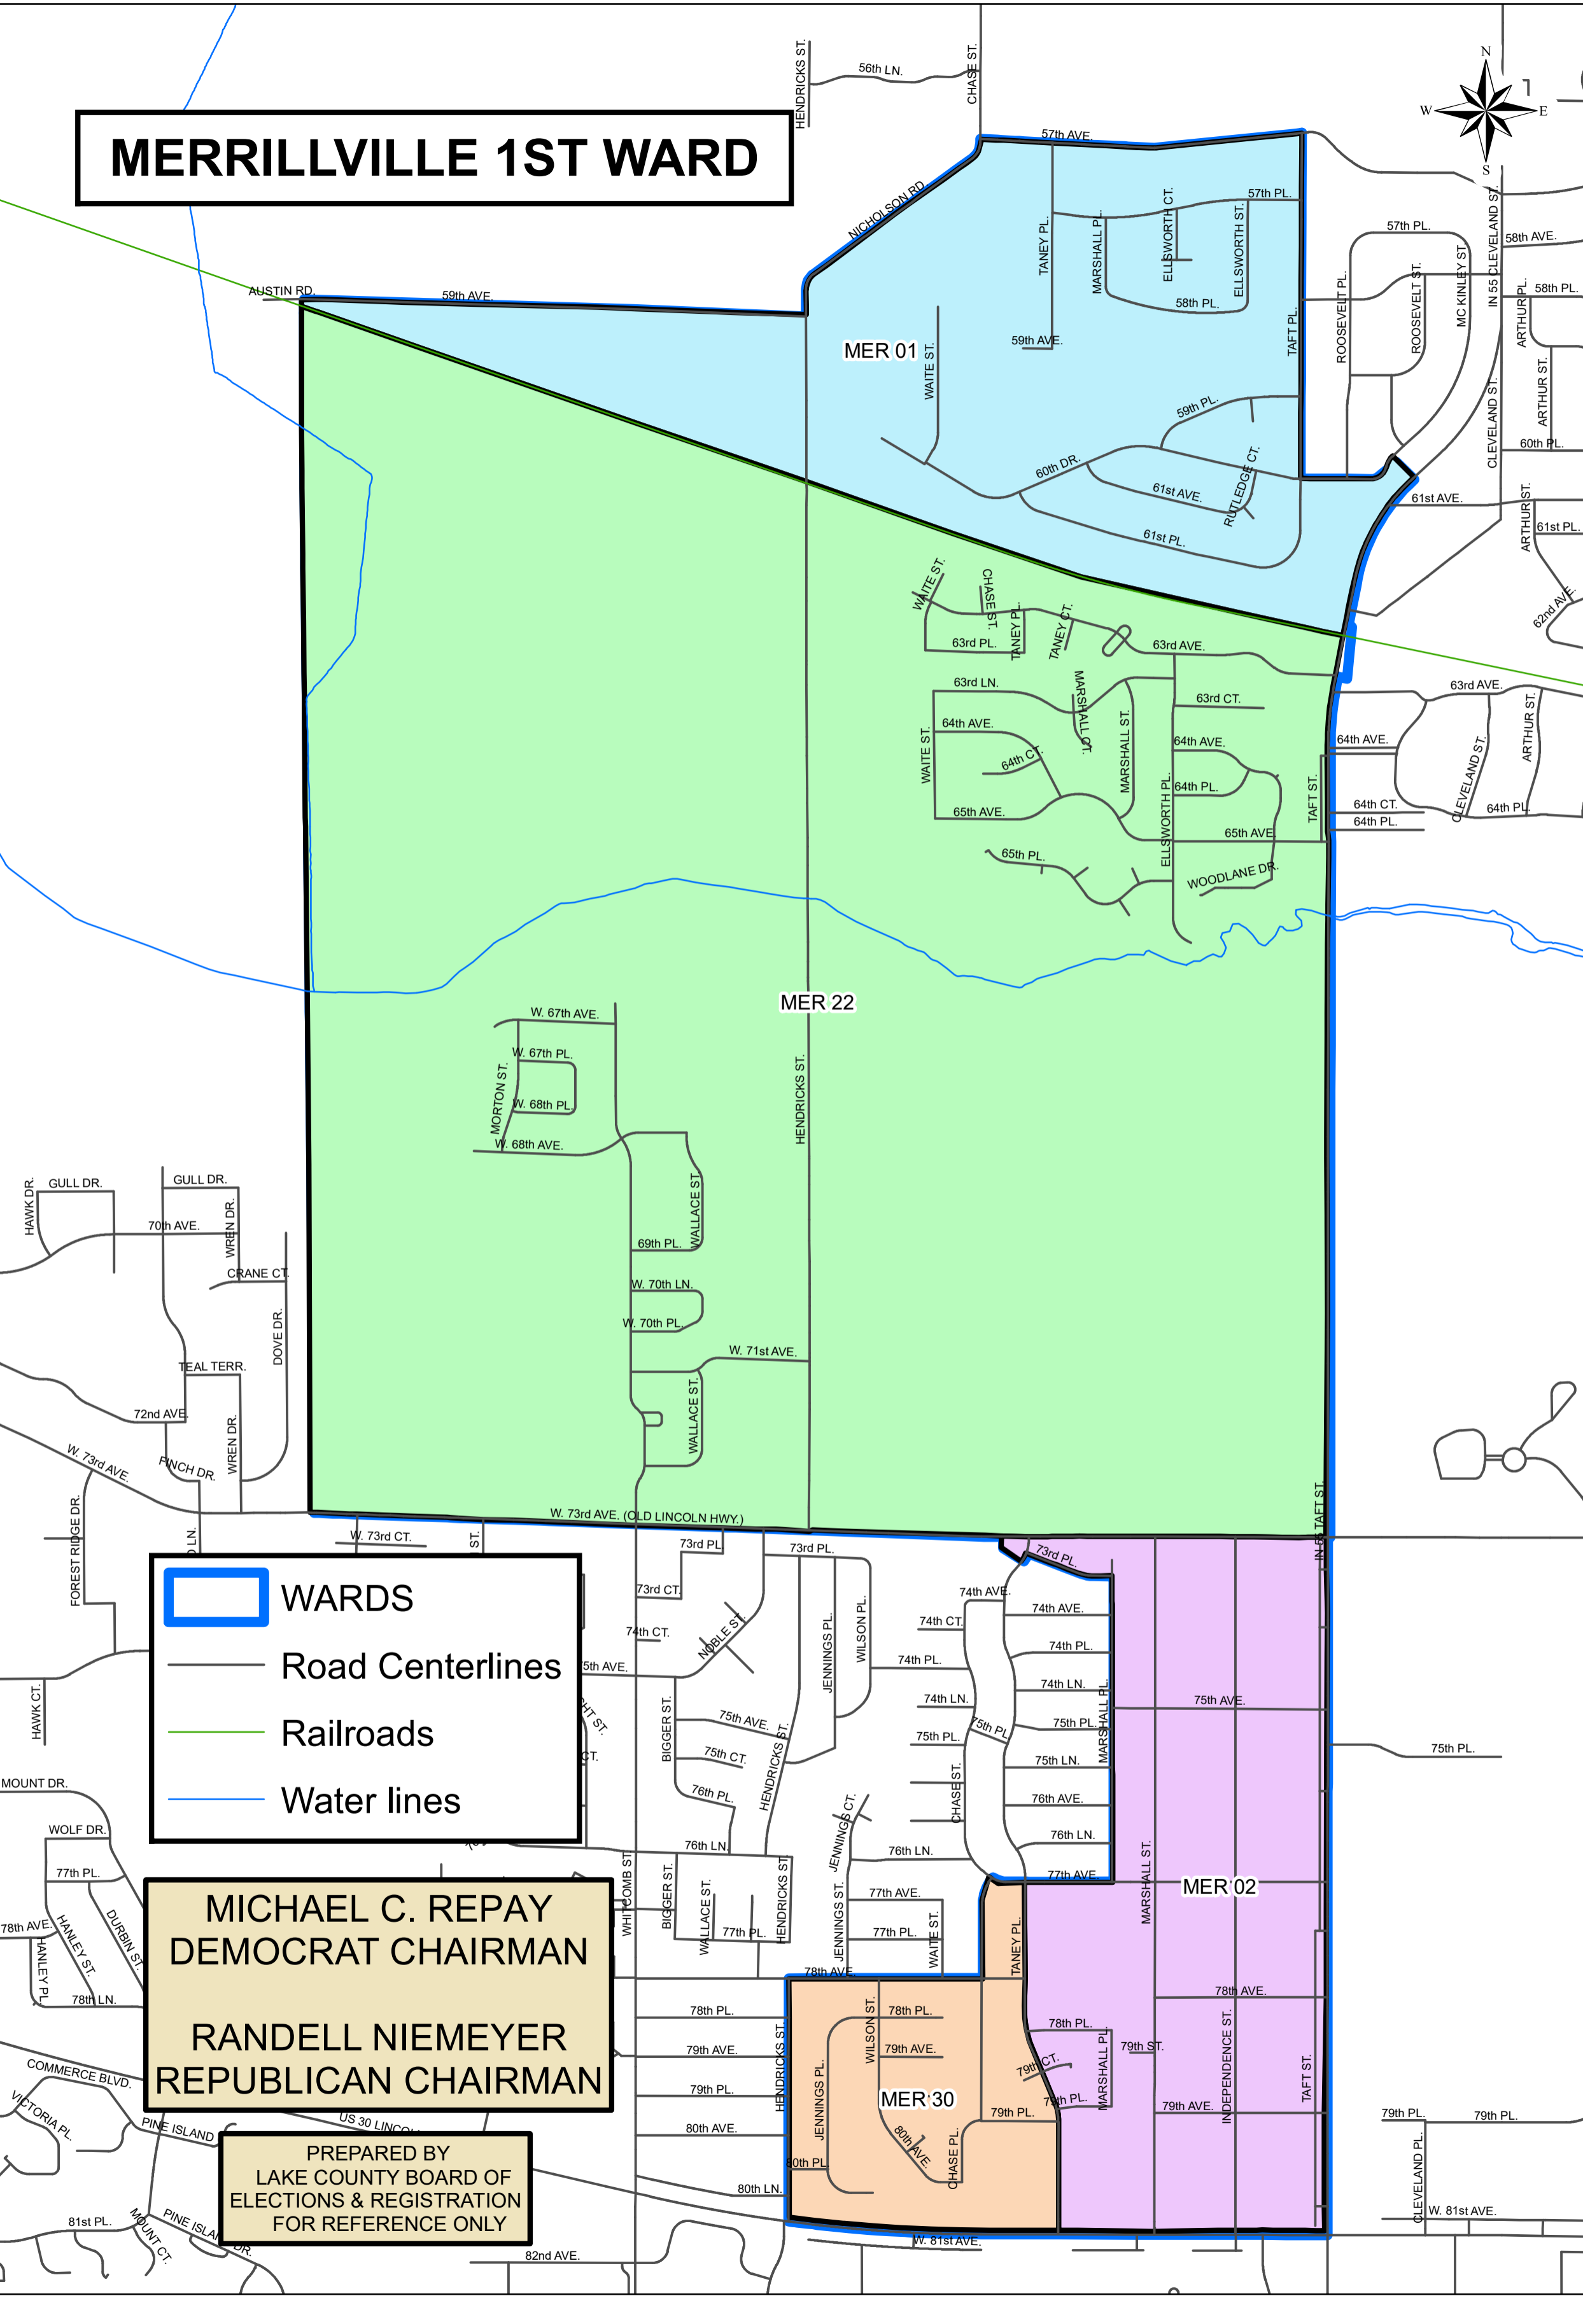 MERRILLVILLE 1ST WARD
HENDRICKS ST.
56th LN.
CHASE ST.
N
W
E
S
57th AVE.
NICHOLSON RD.
TANEY PL.
MARSHALL PL.
ELLSWORTH CT.
ELLSWORTH ST.
57th PL.
58th PL.
59th AVE.
TAFT PL.
ROOSEVELT PL.
57th PL.
ROOSEVELT ST.
MC KINLEY ST.
IN 55 CLEVELAND ST.
58th AVE.
58th PL.
ARTHUR PL.
ARTHUR ST.
CLEVELAND ST.
60th PL.
AUSTIN RD.
59th AVE.
MER 01
WAITE ST.
59th PL.
60th DR.
61st AVE.
RUTLEDGE CT.
61st PL.
61st AVE.
ARTHUR ST.
61st PL.
62nd AVE.
WAITE ST.
CHASE ST.
TANEY PL.
TANEY CT.
63rd PL.
63rd AVE.
63rd LN.
MARSHALL CT.
63rd CT.
63rd AVE.
WAITE ST.
64th AVE.
64th CT.
MARSHALL ST.
64th AVE.
64th PL.
ELLSWORTH PL.
TAFT ST.
64th AVE.
CLEVELAND ST.
ARTHUR ST.
64th CT.
64th PL.
64th PL.
65th AVE.
65th AVE.
65th PL.
WOODLANE DR.
MER 22
W. 67th AVE.
W. 67th PL.
MORTON ST.
W. 68th PL.
W. 68th AVE.
HENDRICKS ST.
WALLACE ST.
69th PL.
W. 70th LN.
W. 70th PL.
W. 71st AVE.
WALLACE ST.
HAWK DR.
GULL DR.
GULL DR.
70th AVE.
WREN DR.
CRANE CT.
DOVE DR.
TEAL TERR.
72nd AVE.
WREN DR.
W. 73rd AVE.
FINCH DR.
FOREST RIDGE DR.
W. 73rd AVE. (OLD LINCOLN HWY.)
IN 55 TAFT ST.
W. 73rd CT.
73rd PL.
73rd PL.
73rd PL.
WARDS
Road Centerlines
Railroads
Water lines
73rd CT.
74th CT.
NOBLE ST.
JENNINGS PL.
WILSON PL.
74th AVE.
74th AVE.
74th CT.
74th PL.
74th PL.
74th LN.
74th LN.
MARSHALL PL.
75th AVE.
75th PL.
75th PL.
75th PL.
75th LN.
75th PL.
BIGGER ST.
75th AVE.
75th CT.
76th PL.
HENDRICKS ST.
CHASE ST.
76th AVE.
76th LN.
JENNINGS CT.
76th LN.
76th LN.
77th AVE.
MARSHALL ST.
MER 02
HAWK CT.
MOUNT DR.
WOLF DR.
77th PL.
78th AVE.
HANLEY ST.
DURBIN ST.
HANLEY PL.
78th LN.
WHITCOMB ST.
BIGGER ST.
WALLACE ST.
77th PL.
HENDRICKS ST.
JENNINGS ST.
77th AVE.
77th PL.
WAITE ST.
TANEY PL.
78th AVE.
MICHAEL C. REPAY
DEMOCRAT CHAIRMAN
RANDELL NIEMEYER
REPUBLICAN CHAIRMAN
78th PL.
79th AVE.
79th PL.
80th AVE.
80th LN.
HENDRICKS ST.
JENNINGS PL.
WILSON ST.
78th PL.
79th AVE.
MER 30
80th AVE.
80th PL.
CHASE PL.
79th PL.
78th AVE.
78th PL.
79th CT.
79th PL.
MARSHALL PL.
79th ST.
79th AVE.
INDEPENDENCE ST.
TAFT ST.
79th PL.
79th PL.
CLEVELAND PL.
W. 81st AVE.
W. 81st AVE.
COMMERCE BLVD.
VICTORIA PL.
PINE ISLAND
PREPARED BY
LAKE COUNTY BOARD OF
ELECTIONS & REGISTRATION
FOR REFERENCE ONLY
81st PL.
MOUNT CT.
82nd AVE.